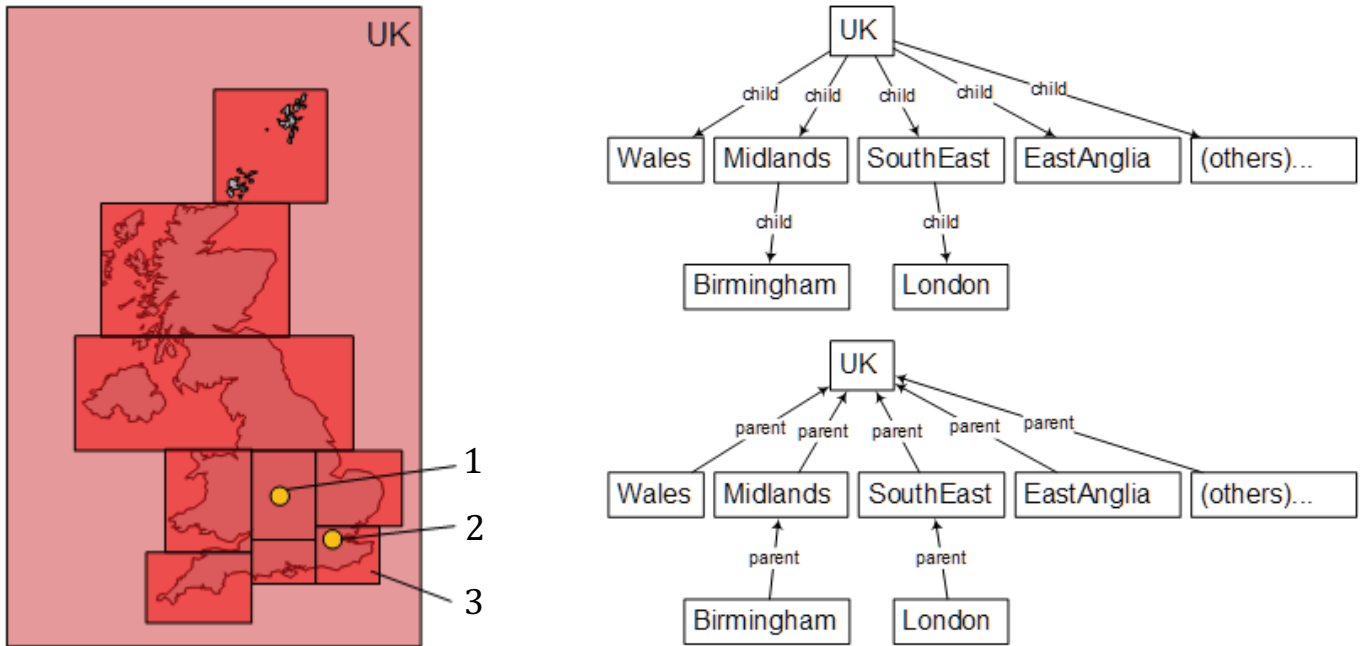 UK
1
2
3
UK
child child child child child
Wales Midlands SouthEast EastAnglia (others)...
child child
Birmingham London
UK
parent parent parent parent parent
Wales Midlands SouthEast EastAnglia (others)...
parent parent
Birmingham London